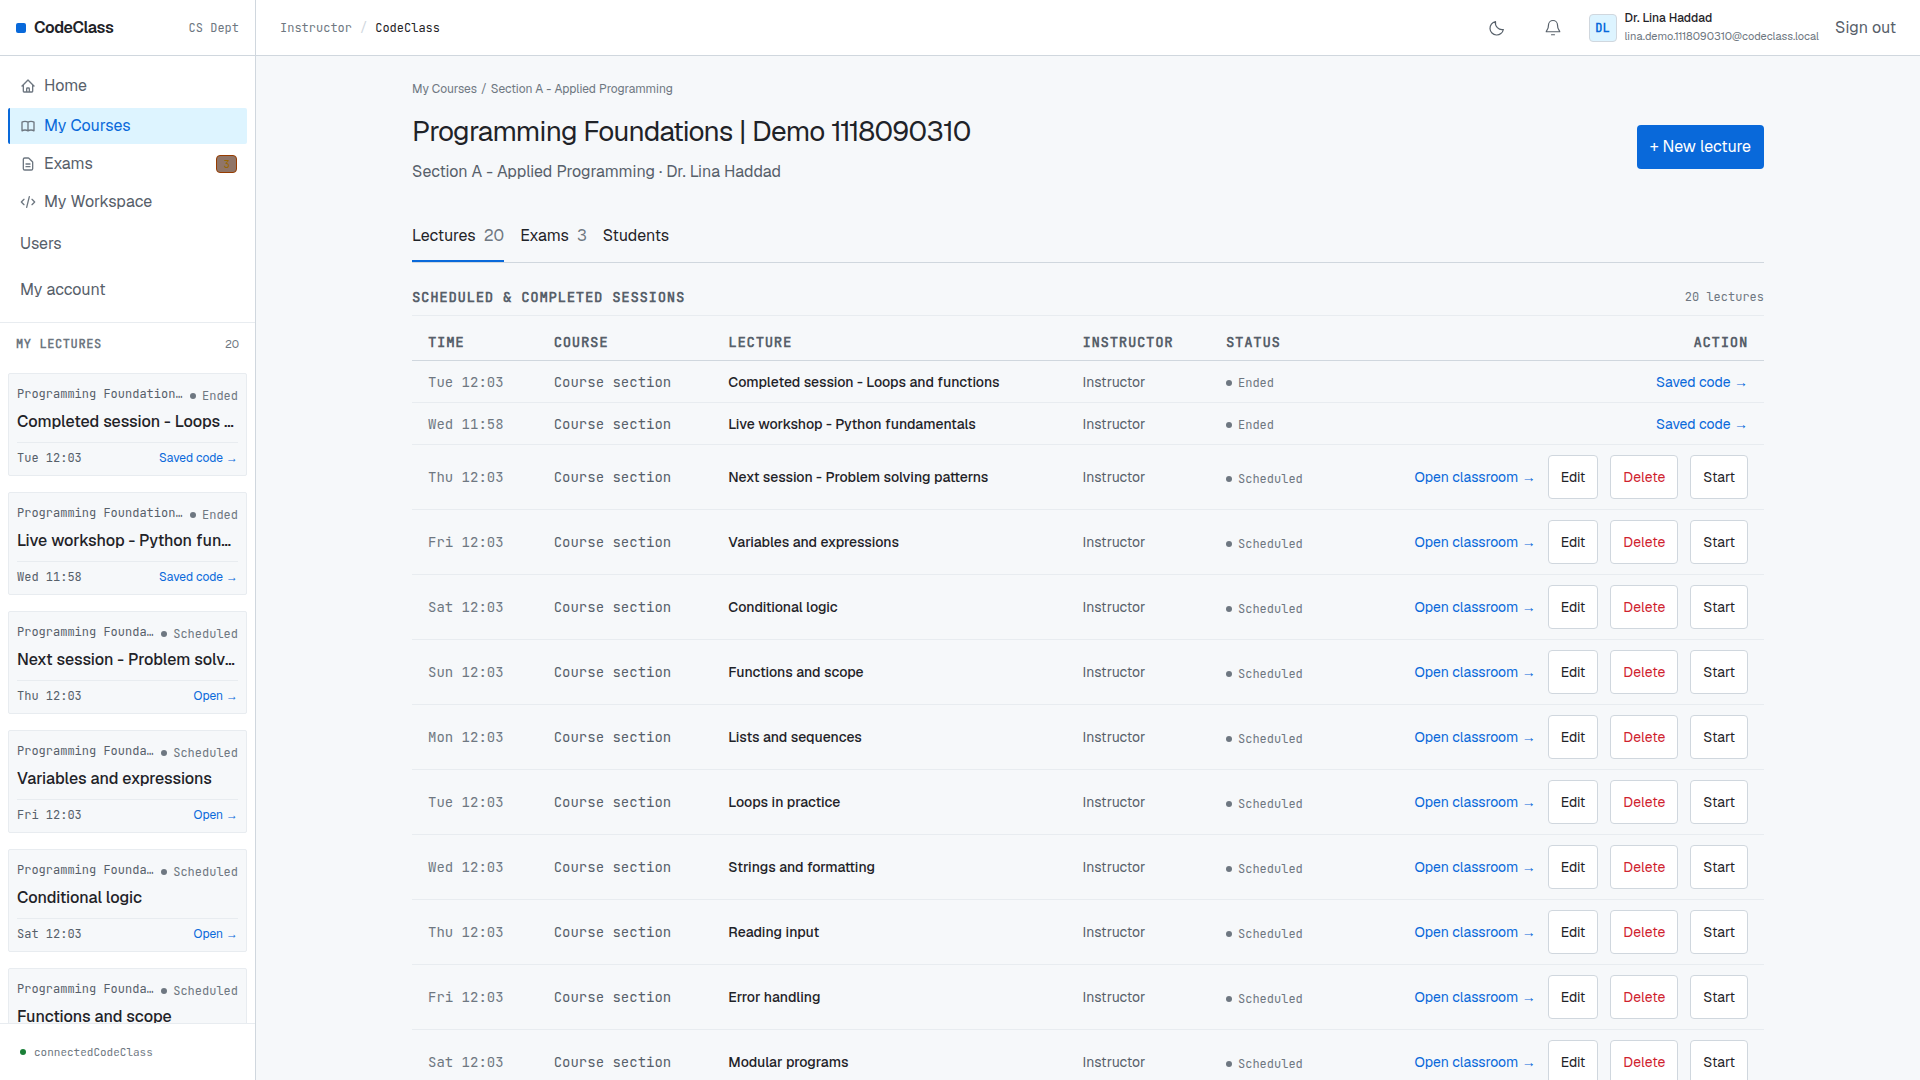 CodeClass
CS Dept
Instructor / CodeClass
DL
Dr. Lina Haddad
lina.demo.1118090310@codeclass.local
Sign out
Home
My Courses
Exams
My Workspace
Users
My account
MY LECTURES 20
Programming Foundation… Ended
Completed session - Loops …
Tue 12:03 Saved code →
Programming Foundation… Ended
Live workshop - Python fun…
Wed 11:58 Saved code →
Programming Founda… Scheduled
Next session - Problem solv…
Thu 12:03 Open →
Programming Founda… Scheduled
Variables and expressions
Fri 12:03 Open →
Programming Founda… Scheduled
Conditional logic
Sat 12:03 Open →
Programming Founda… Scheduled
Functions and scope
connectedCodeClass
My Courses / Section A - Applied Programming
Programming Foundations | Demo 1118090310
Section A - Applied Programming · Dr. Lina Haddad
+ New lecture
Lectures 20 Exams 3 Students
SCHEDULED & COMPLETED SESSIONS 20 lectures
TIME COURSE LECTURE INSTRUCTOR STATUS ACTION
Tue 12:03 Course section Completed session - Loops and functions Instructor Ended Saved code →
Wed 11:58 Course section Live workshop - Python fundamentals Instructor Ended Saved code →
Thu 12:03 Course section Next session - Problem solving patterns Instructor Scheduled Open classroom → Edit Delete Start
Fri 12:03 Course section Variables and expressions Instructor Scheduled Open classroom → Edit Delete Start
Sat 12:03 Course section Conditional logic Instructor Scheduled Open classroom → Edit Delete Start
Sun 12:03 Course section Functions and scope Instructor Scheduled Open classroom → Edit Delete Start
Mon 12:03 Course section Lists and sequences Instructor Scheduled Open classroom → Edit Delete Start
Tue 12:03 Course section Loops in practice Instructor Scheduled Open classroom → Edit Delete Start
Wed 12:03 Course section Strings and formatting Instructor Scheduled Open classroom → Edit Delete Start
Thu 12:03 Course section Reading input Instructor Scheduled Open classroom → Edit Delete Start
Fri 12:03 Course section Error handling Instructor Scheduled Open classroom → Edit Delete Start
Sat 12:03 Course section Modular programs Instructor Scheduled Open classroom → Edit Delete Start